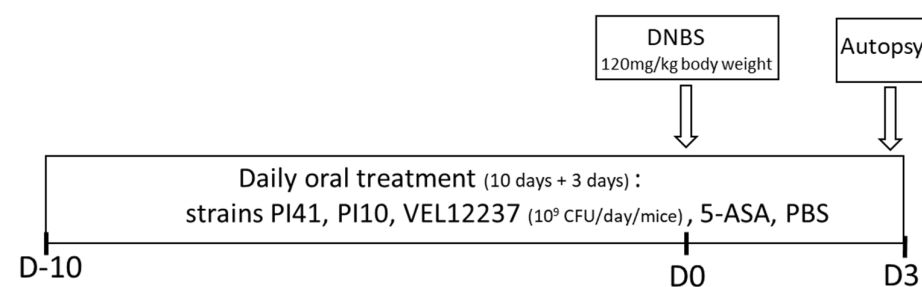 DNBS
120mg/kg body weight
Autopsy
Daily oral treatment (10 days + 3 days) :
strains PI41, PI10, VEL12237 (10⁹ CFU/day/mice) , 5-ASA, PBS
D-10
D0
D3